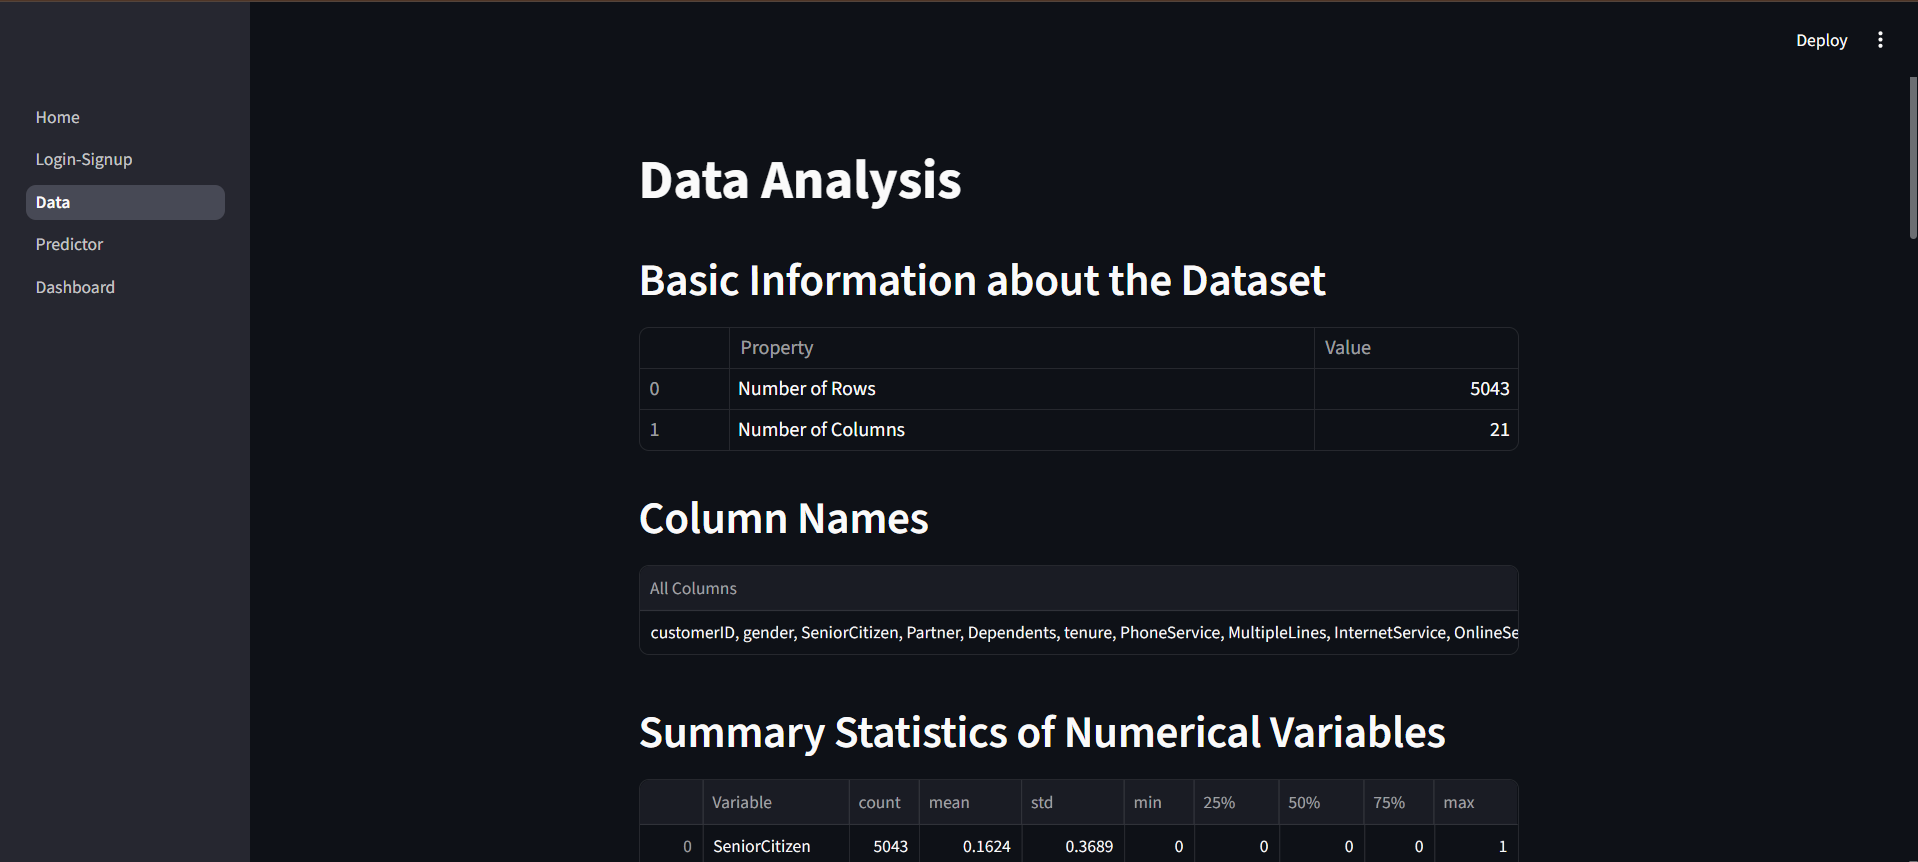 Deploy
Home
Login-Signup
Data
Predictor
Dashboard
Data Analysis
Basic Information about the Dataset
Property Value
0 Number of Rows 5043
1 Number of Columns 21
Column Names
All Columns
customerID, gender, SeniorCitizen, Partner, Dependents, tenure, PhoneService, MultipleLines, InternetService, OnlineSe
Summary Statistics of Numerical Variables
Variable count mean std min 25% 50% 75% max
0 SeniorCitizen 5043 0.1624 0.3689 0 0 0 0 1